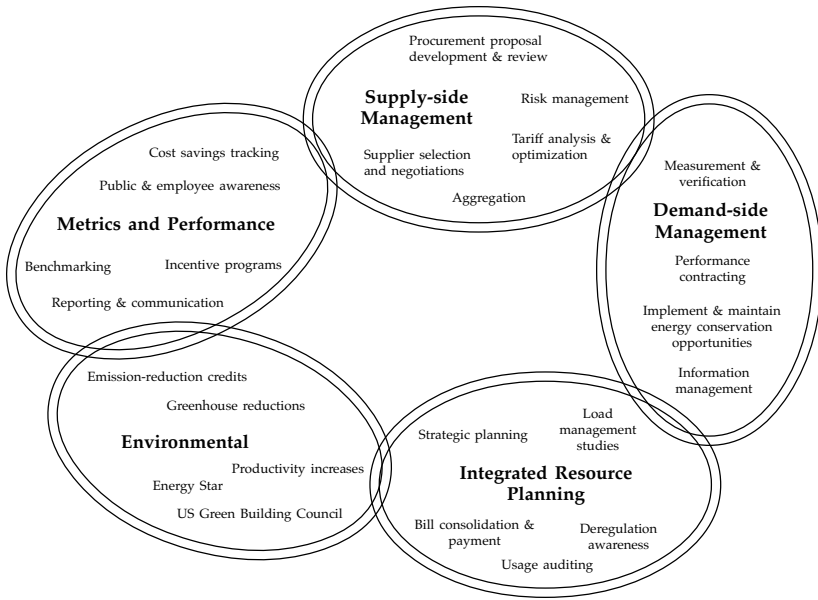 Procurement proposal
development & review
Supply-side
Management
Risk management
Tariff analysis &
optimization
Supplier selection
and negotiations
Aggregation
Measurement &
verification
Demand-side
Management
Performance
contracting
Implement & maintain
energy conservation
opportunities
Information
management
Cost savings tracking
Public & employee awareness
Metrics and Performance
Benchmarking
Incentive programs
Reporting & communication
Emission-reduction credits
Greenhouse reductions
Environmental
Productivity increases
Energy Star
US Green Building Council
Strategic planning
Load
management
studies
Integrated Resource
Planning
Bill consolidation &
payment
Deregulation
awareness
Usage auditing